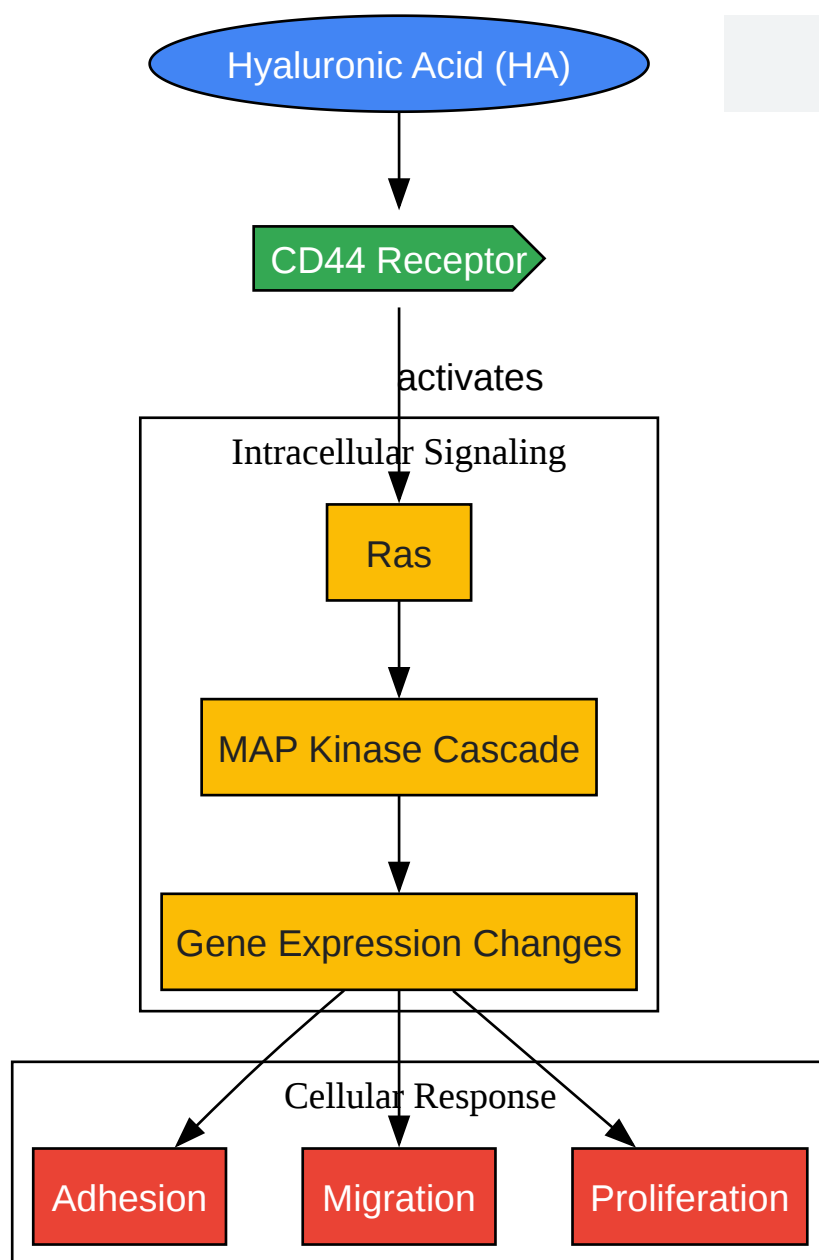 Hyaluronic Acid (HA)
CD44 Receptor
activates
Intracellular Signaling
Ras
MAP Kinase Cascade
Gene Expression Changes
Cellular Response
Adhesion
Migration
Proliferation